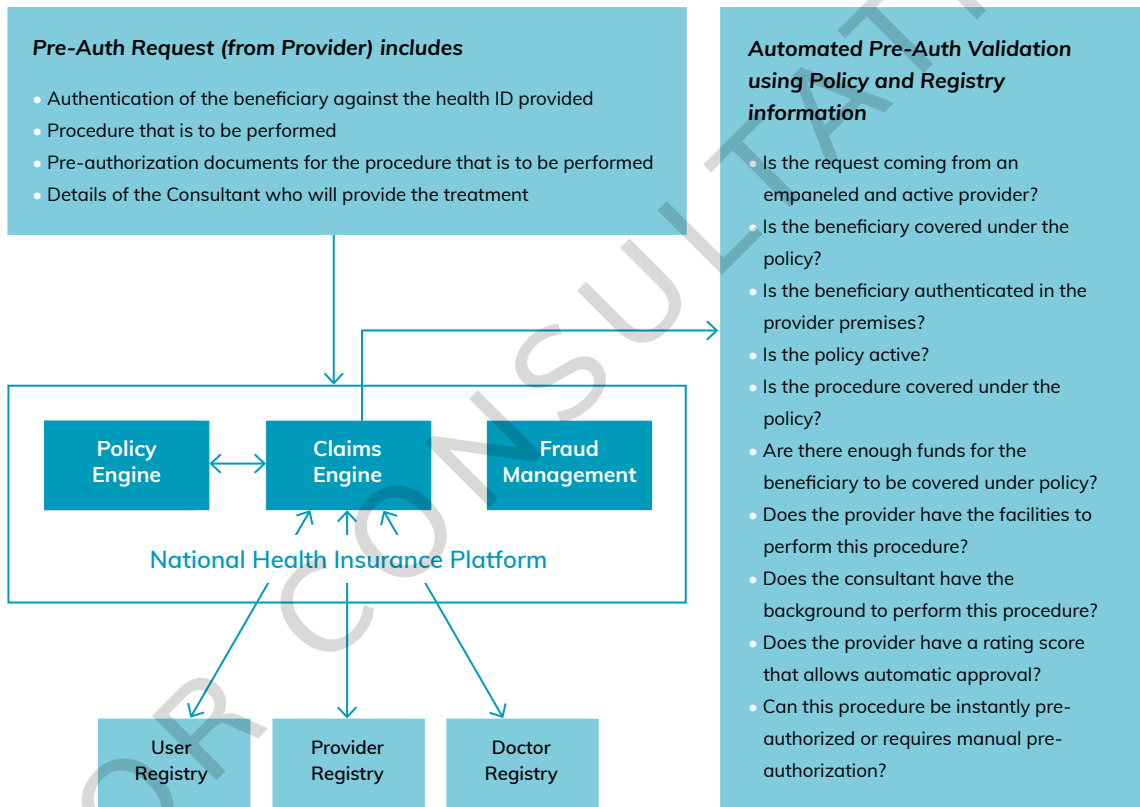 Pre-Auth Request (from Provider) includes
• Authentication of the beneficiary against the health ID provided
• Procedure that is to be performed
• Pre-authorization documents for the procedure that is to be performed
• Details of the Consultant who will provide the treatment
Policy
Engine
Claims
Engine
Fraud
Management
National Health Insurance Platform
User
Registry
Provider
Registry
Doctor
Registry
Automated Pre-Auth Validation
using Policy and Registry
information
• Is the request coming from an
empaneled and active provider?
• Is the beneficiary covered under the
policy?
• Is the beneficiary authenticated in the
provider premises?
• Is the policy active?
• Is the procedure covered under the
policy?
• Are there enough funds for the
beneficiary to be covered under policy?
• Does the provider have the facilities to
perform this procedure?
• Does the consultant have the
background to perform this procedure?
• Does the provider have a rating score
that allows automatic approval?
• Can this procedure be instantly pre-
authorized or requires manual pre-
authorization?
OR CONSULTATI